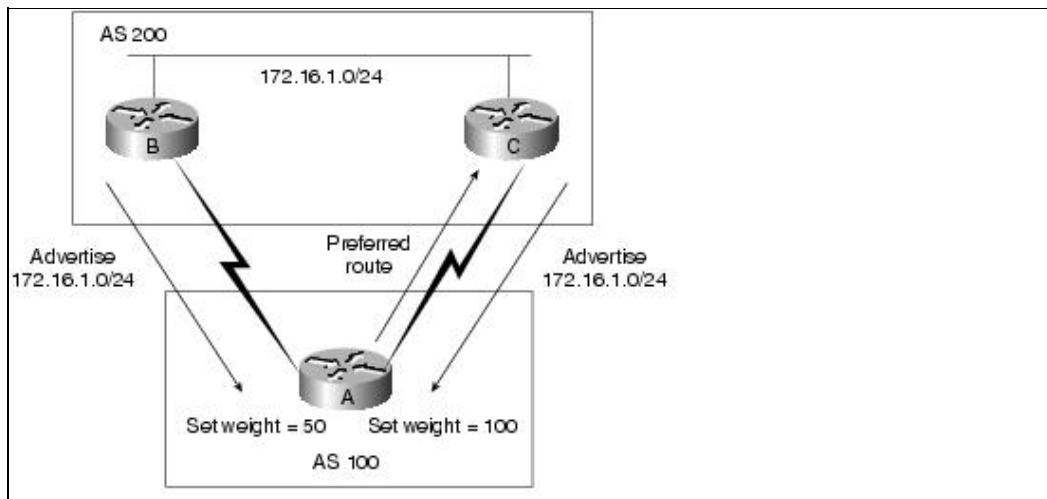 AS 200
172.16.1.0/24
B
C
Advertise
172.16.1.0/24
Preferred
route
Advertise
172.16.1.0/24
A
Set weight = 50
Set weight = 100
AS 100